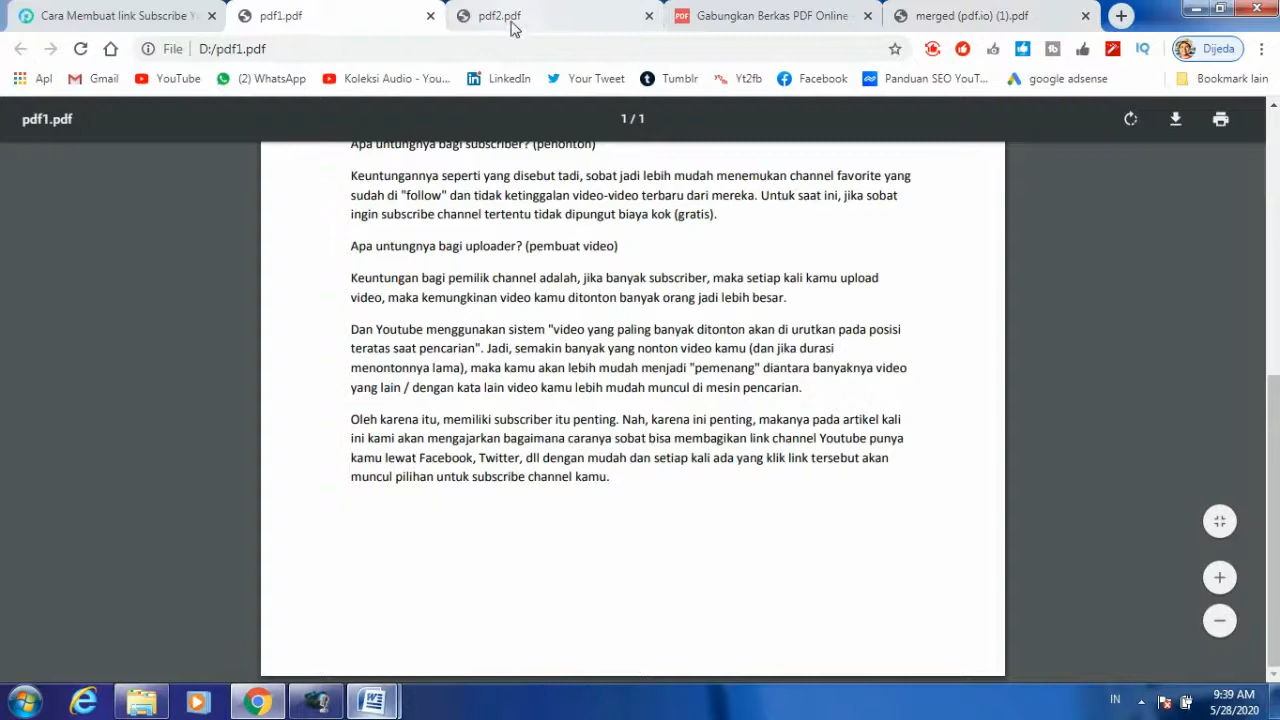 Cara Membuat link Subscribe Y
pdf1.pdf
pdf2.pdf
PDF
Gabungkan Berkas PDF Online
merged (pdf.io) (1).pdf
File
D:/pdf1.pdf
IQ
Dijeda
Apl
Gmail
YouTube
(2) WhatsApp
Koleksi Audio - You...
LinkedIn
Your Tweet
Tumblr
Yt2fb
Facebook
Panduan SEO YouT...
google adsense
Bookmark lain
pdf1.pdf
1 / 1
Apa untungnya bagi subscriber? (penonton)
Keuntungannya seperti yang disebut tadi, sobat jadi lebih mudah menemukan channel favorite yang
sudah di "follow" dan tidak ketinggalan video-video terbaru dari mereka. Untuk saat ini, jika sobat
ingin subscribe channel tertentu tidak dipungut biaya kok (gratis).
Apa untungnya bagi uploader? (pembuat video)
Keuntungan bagi pemilik channel adalah, jika banyak subscriber, maka setiap kali kamu upload
video, maka kemungkinan video kamu ditonton banyak orang jadi lebih besar.
Dan Youtube menggunakan sistem "video yang paling banyak ditonton akan di urutkan pada posisi
teratas saat pencarian". Jadi, semakin banyak yang nonton video kamu (dan jika durasi
menontonnya lama), maka kamu akan lebih mudah menjadi "pemenang" diantara banyaknya video
yang lain / dengan kata lain video kamu lebih mudah muncul di mesin pencarian.
Oleh karena itu, memiliki subscriber itu penting. Nah, karena ini penting, makanya pada artikel kali
ini kami akan mengajarkan bagaimana caranya sobat bisa membagikan link channel Youtube punya
kamu lewat Facebook, Twitter, dll dengan mudah dan setiap kali ada yang klik link tersebut akan
muncul pilihan untuk subscribe channel kamu.
IN
9:39 AM
5/28/2020